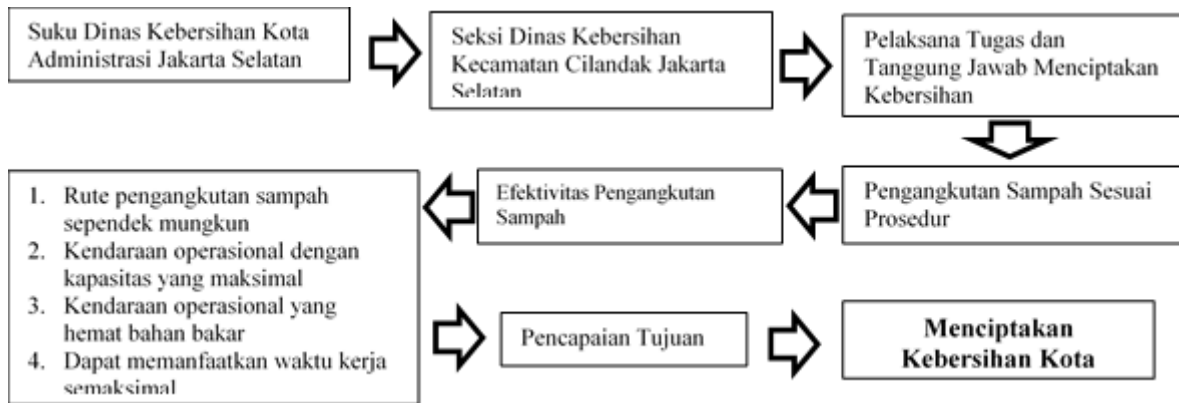 Suku Dinas Kebersihan Kota
Administrasi Jakarta Selatan
Seksi Dinas Kebersihan
Kecamatan Cilandak Jakarta
Selatan
Pelaksana Tugas dan
Tanggung Jawab Menciptakan
Kebersihan
Pengangkutan Sampah Sesuai
Prosedur
Efektivitas Pengangkutan
Sampah
1. Rute pengangkutan sampah
sependek mungkun
2. Kendaraan operasional dengan
kapasitas yang maksimal
3. Kendaraan operasional yang
hemat bahan bakar
4. Dapat memanfaatkan waktu kerja
semaksimal
Pencapaian Tujuan
Menciptakan
Kebersihan Kota